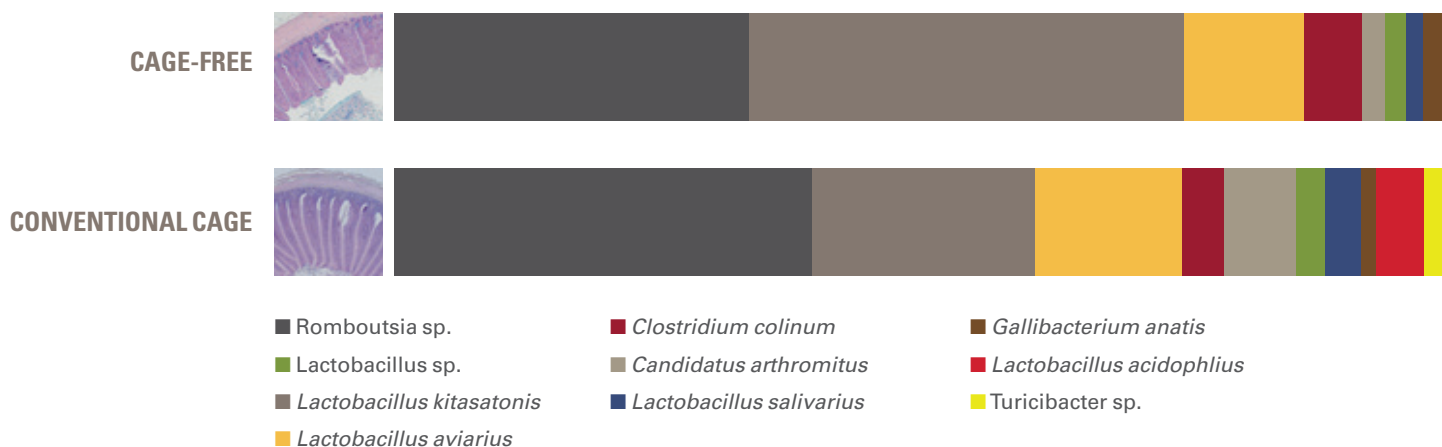 CAGE-FREE
CONVENTIONAL CAGE
Romboutsia sp.
Clostridium colinum
Gallibacterium anatis
Lactobacillus sp.
Candidatus arthromitus
Lactobacillus acidophlius
Lactobacillus kitasatonis
Lactobacillus salivarius
Turicibacter sp.
Lactobacillus aviarius